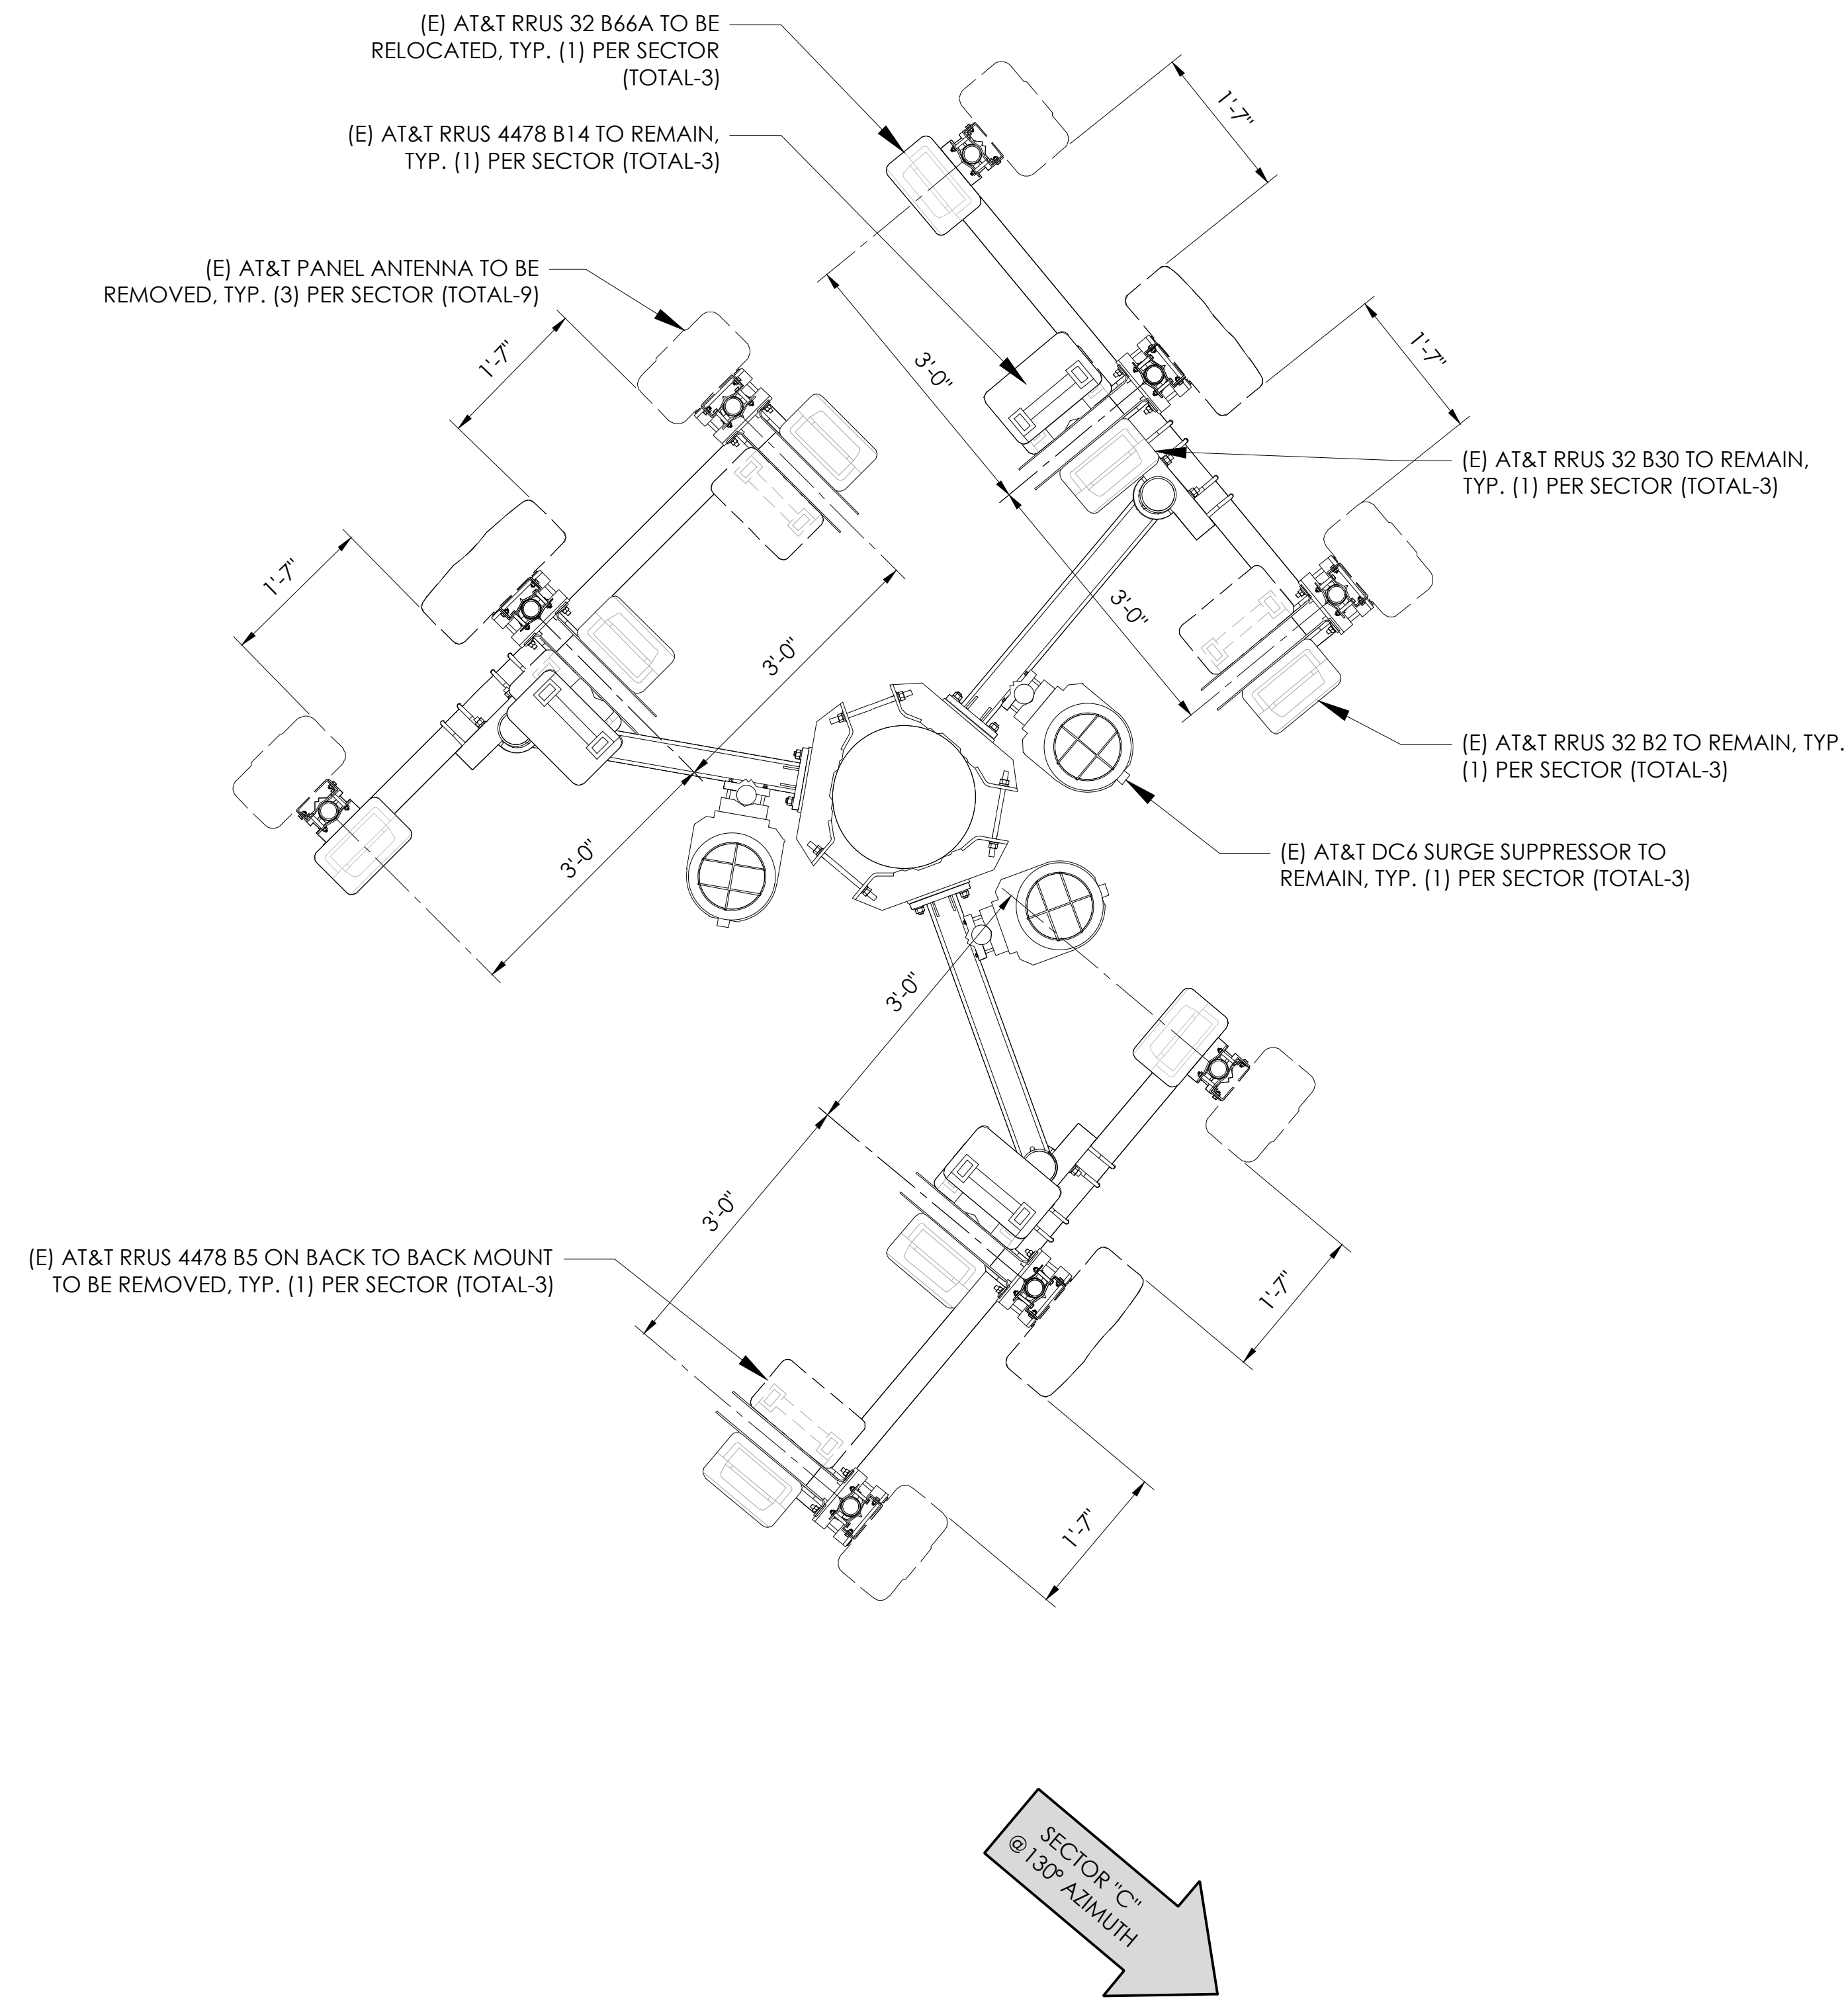 (E) AT&T RRUS 32 B66A TO BE
RELOCATED, TYP. (1) PER SECTOR
(TOTAL-3)
(E) AT&T RRUS 4478 B14 TO REMAIN,
TYP. (1) PER SECTOR (TOTAL-3)
(E) AT&T PANEL ANTENNA TO BE
REMOVED, TYP. (3) PER SECTOR (TOTAL-9)
1'-7"
1'-7"
1'-7"
1'-7"
3'-0"
3'-0"
3'-0"
3'-0"
(E) AT&T RRUS 32 B30 TO REMAIN,
TYP. (1) PER SECTOR (TOTAL-3)
(E) AT&T RRUS 32 B2 TO REMAIN, TYP.
(1) PER SECTOR (TOTAL-3)
(E) AT&T DC6 SURGE SUPPRESSOR TO
REMAIN, TYP. (1) PER SECTOR (TOTAL-3)
3'-0"
3'-0"
(E) AT&T RRUS 4478 B5 ON BACK TO BACK MOUNT
TO BE REMOVED, TYP. (1) PER SECTOR (TOTAL-3)
1'-7"
1'-7"
SECTOR "C"
@130° AZIMUTH